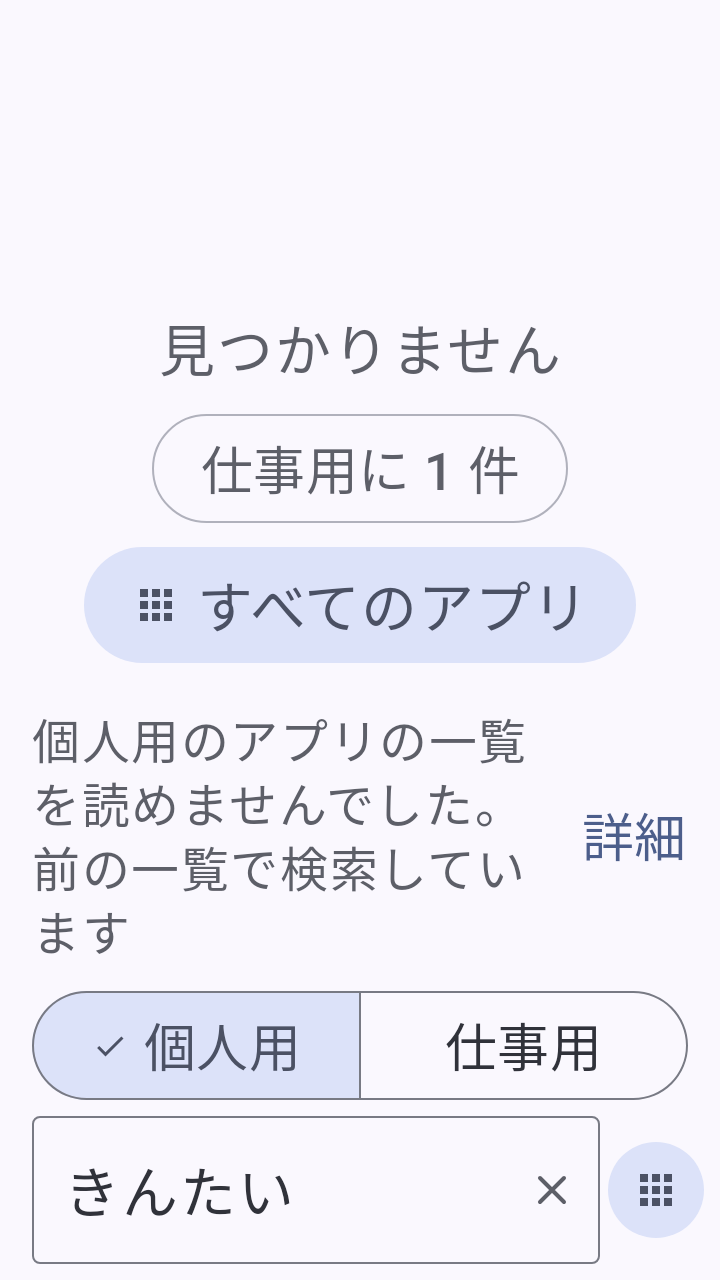 見つかりません
仕事用に 1 件
すべてのアプリ
個人用のアプリの一覧
を読めませんでした。
前の一覧で検索してい
ます
詳細
個人用
仕事用
きんたい